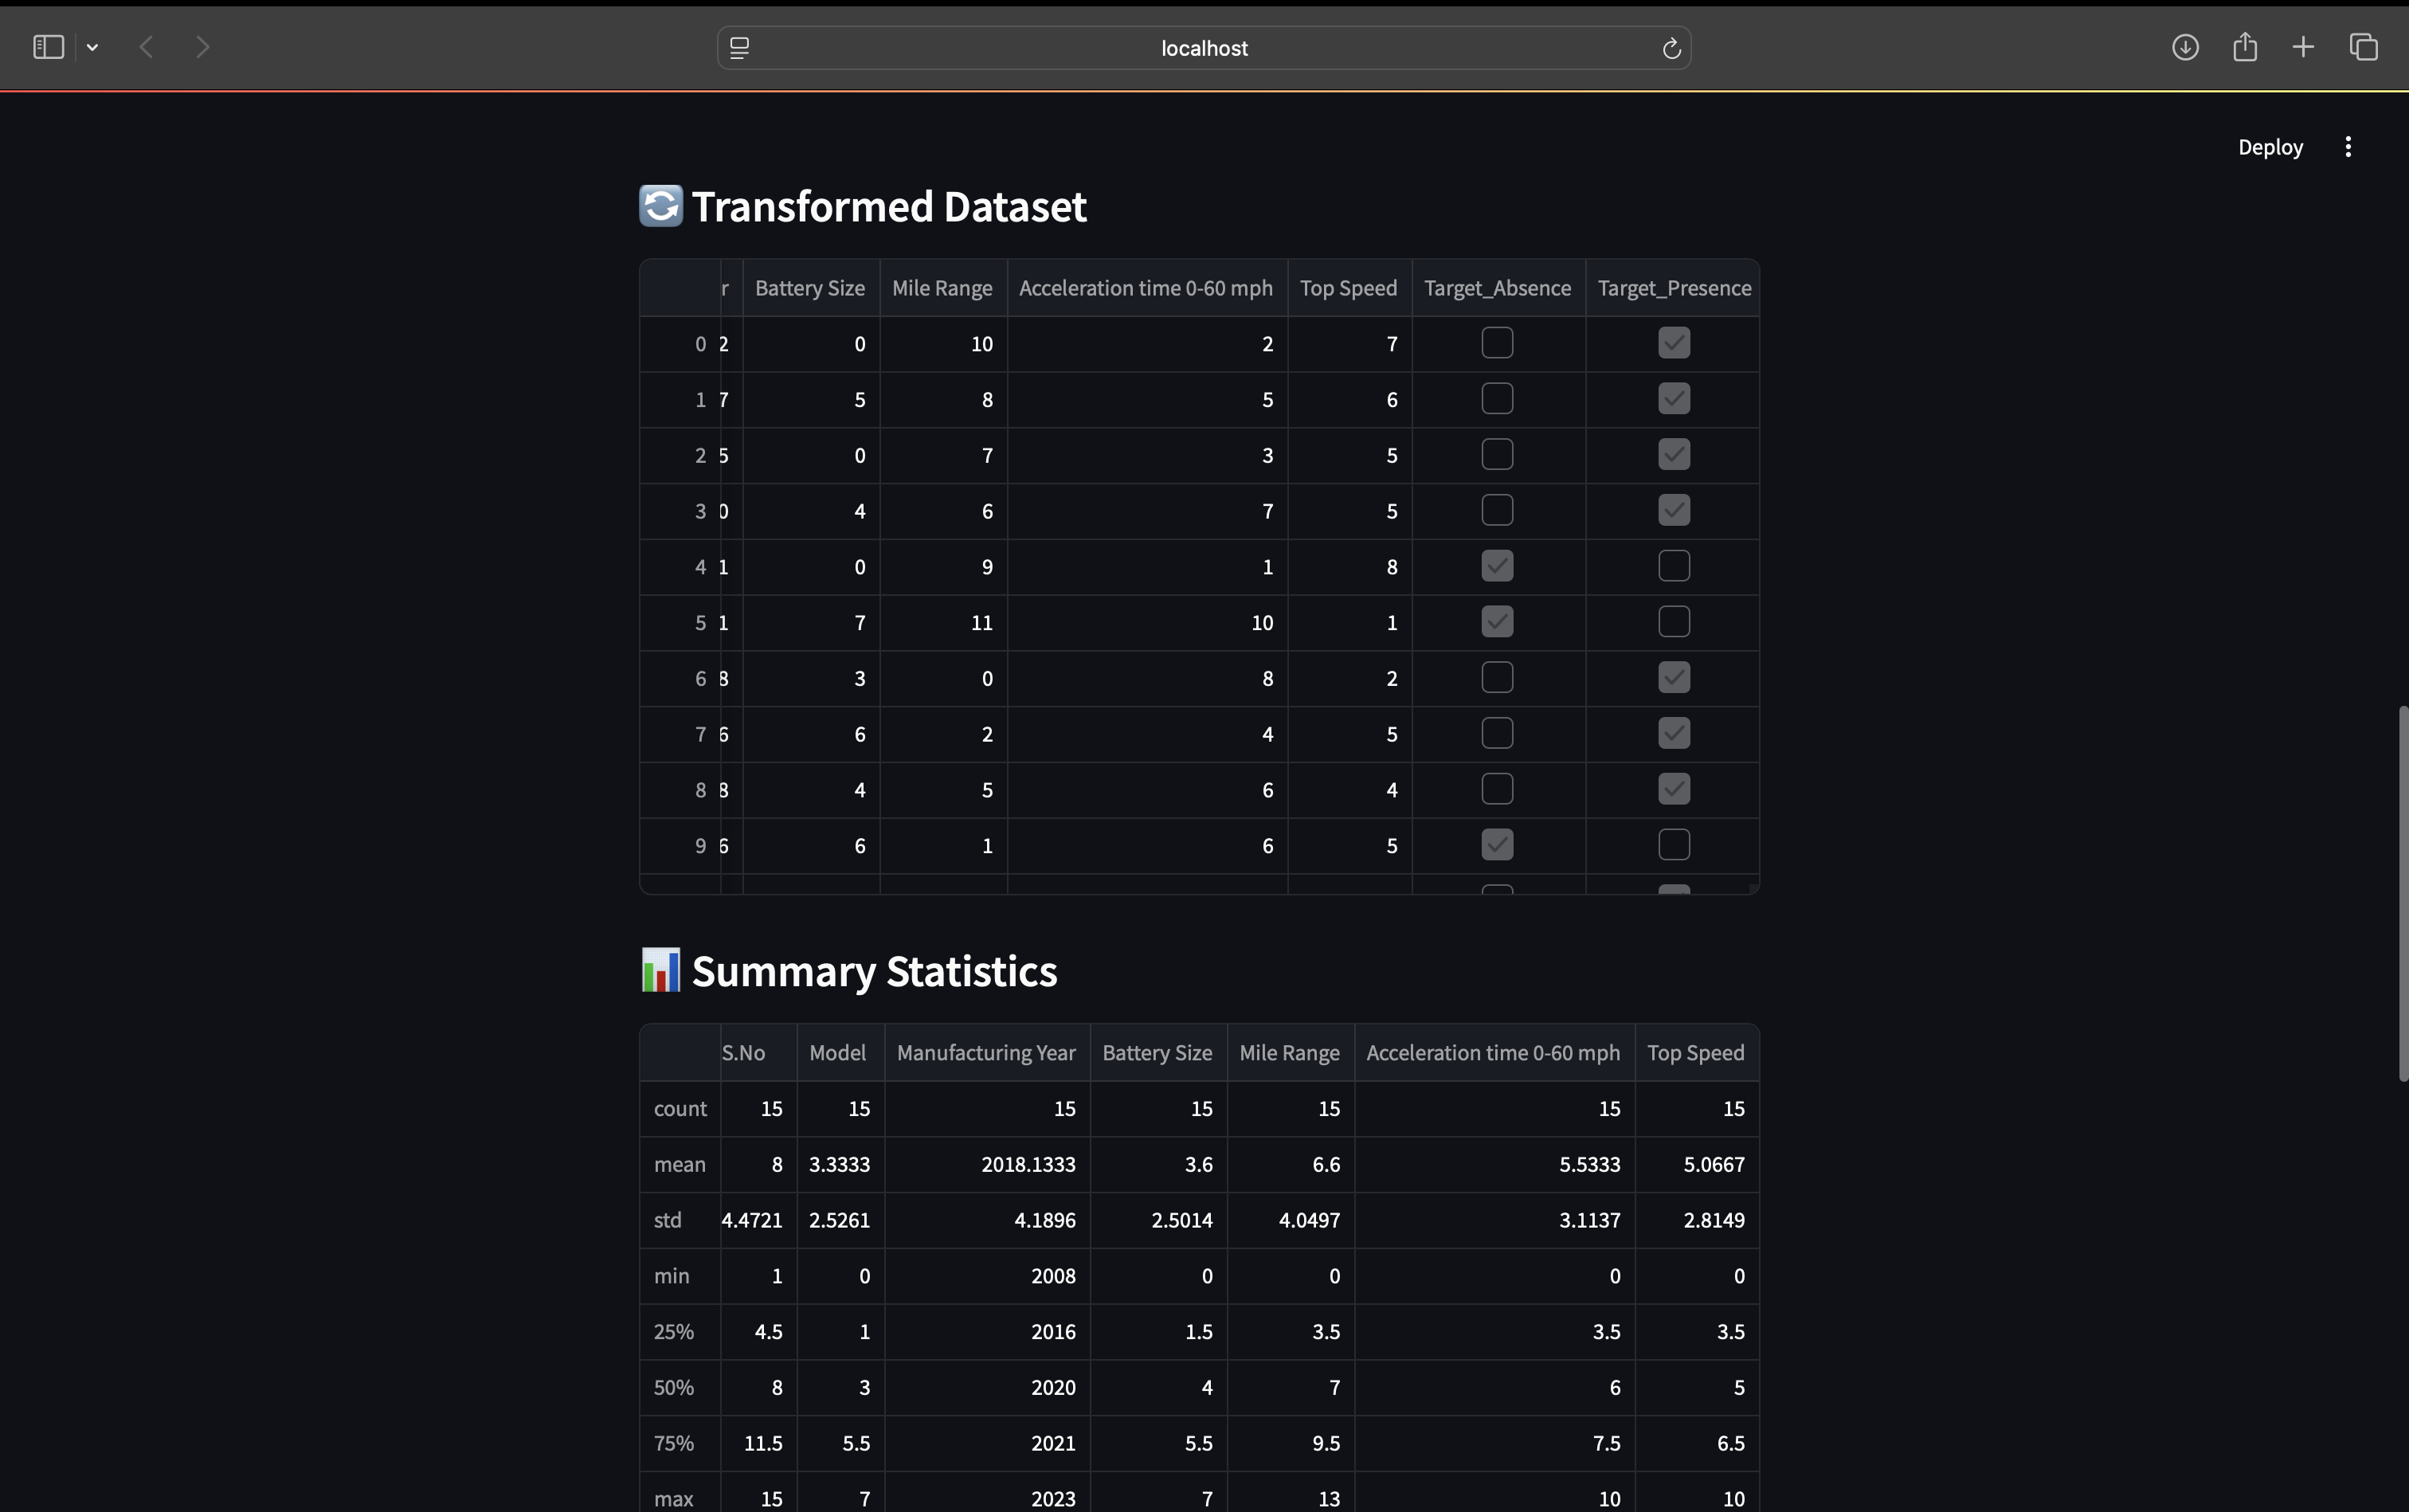 localhost
Deploy
Transformed Dataset
r Battery Size Mile Range Acceleration time 0-60 mph Top Speed Target_Absence Target_Presence
0 2 0 10 2 7
1 7 5 8 5 6
2 5 0 7 3 5
3 0 4 6 7 5
4 1 0 9 1 8
5 1 7 11 10 1
6 8 3 0 8 2
7 6 6 2 4 5
8 8 4 5 6 4
9 6 6 1 6 5
Summary Statistics
S.No Model Manufacturing Year Battery Size Mile Range Acceleration time 0-60 mph Top Speed
count 15 15 15 15 15 15 15
mean 8 3.3333 2018.1333 3.6 6.6 5.5333 5.0667
std 4.4721 2.5261 4.1896 2.5014 4.0497 3.1137 2.8149
min 1 0 2008 0 0 0 0
25% 4.5 1 2016 1.5 3.5 3.5 3.5
50% 8 3 2020 4 7 6 5
75% 11.5 5.5 2021 5.5 9.5 7.5 6.5
max 15 7 2023 7 13 10 10